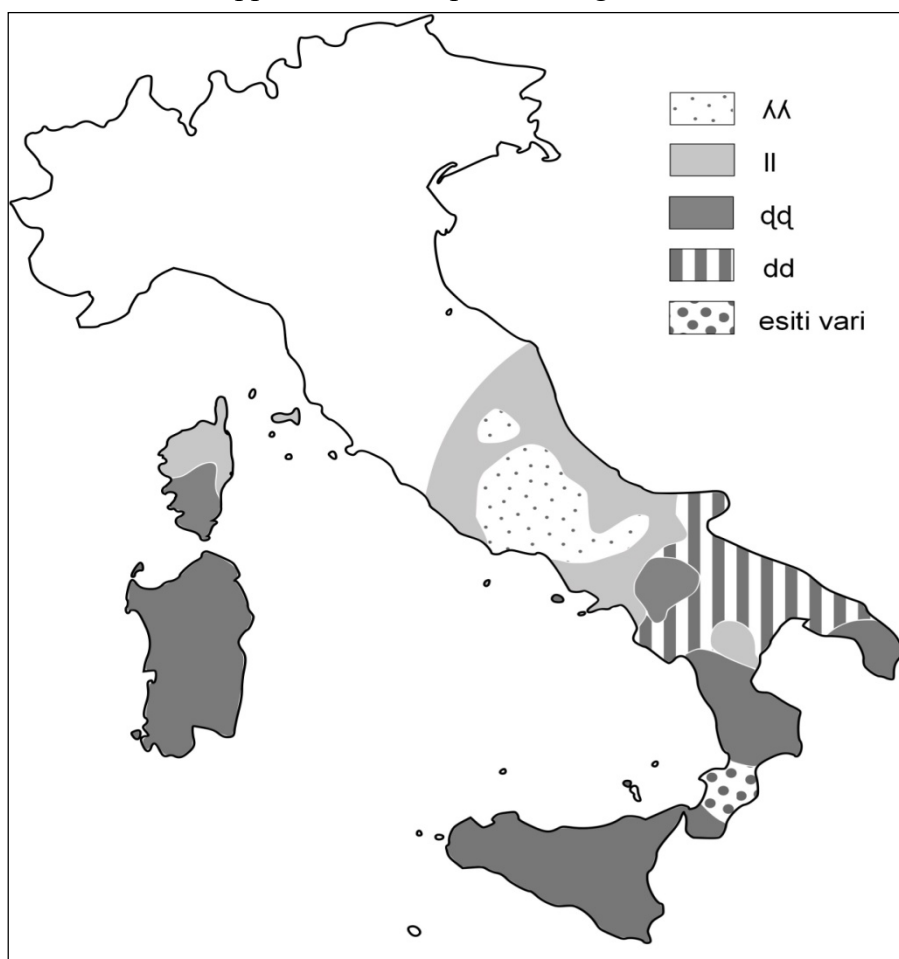 ʎʎ
ll
ɖɖ
dd
esiti vari